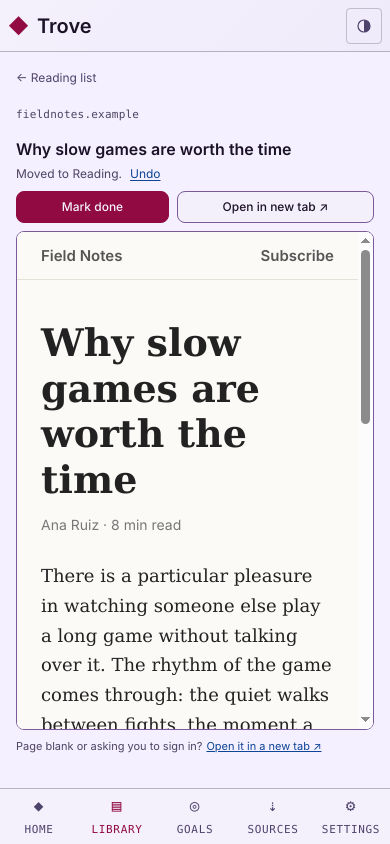 Trove
← Reading list
fieldnotes.example
Why slow games are worth the time
Moved to Reading. Undo
Mark done
Open in new tab ↗
Field Notes
Subscribe
Why slow
games are
worth the
time
Ana Ruiz · 8 min read
There is a particular pleasure
in watching someone else play
a long game without talking
over it. The rhythm of the game
comes through: the quiet walks
between fights, the moment a
Page blank or asking you to sign in? Open it in a new tab ↗
HOME
LIBRARY
GOALS
SOURCES
SETTINGS